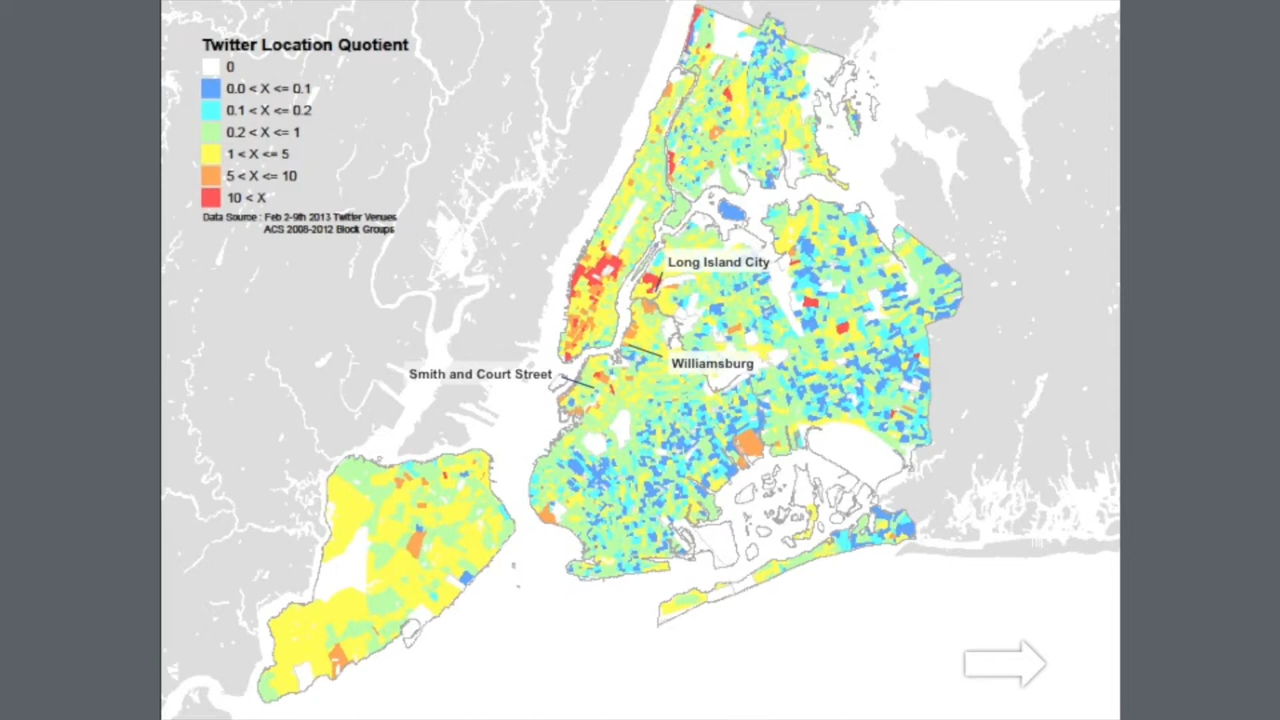 Twitter Location Quotient
0
0.0 < X <= 0.1
0.1 < X <= 0.2
0.2 < X <= 1
1 < X <= 5
5 < X <= 10
10 < X
Data Source : Feb 2-9th 2013 Twitter Venues
ACS 2008-2012 Block Groups
Long Island City
Williamsburg
Smith and Court Street